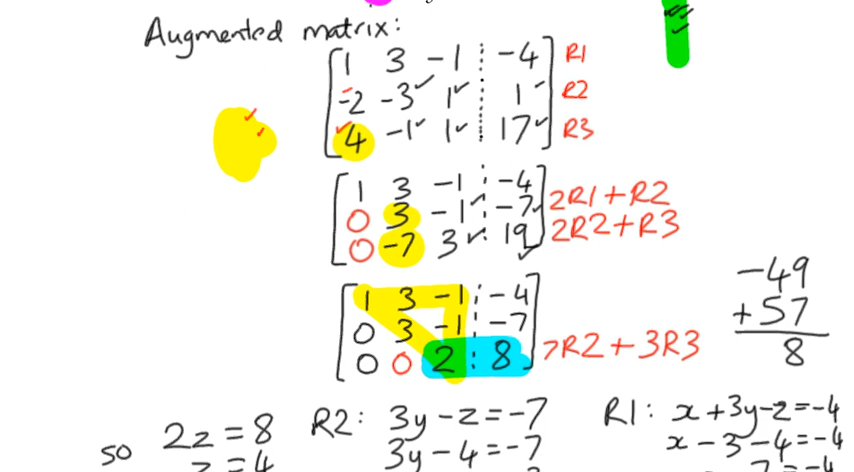 Augmented matrix:
1 3 -1 -4 R1
-2 -3 1 1 R2
4 -1 1 17 R3
1 3 -1 -4
0 3 -1 -7 2R1+R2
0 -7 3 19 2R2+R3
1 3 -1 -4
0 3 -1 -7
0 0 2 8 7R2+3R3
-49
+57
8
so 2z=8
z=4
R2: 3y-z=-7
3y-4=-7
R1: x+3y-z=-4
x-3-4=-4